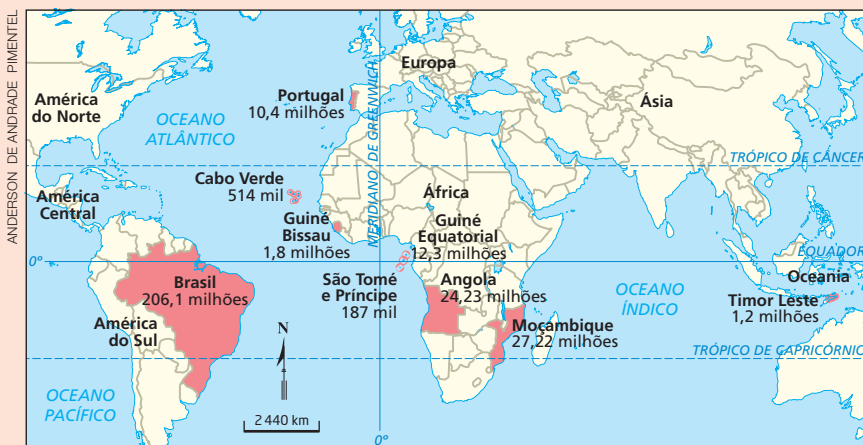 ANDERSON DE ANDRADE PIMENTEL
América
do Norte
OCEANO
ATLÂNTICO
Portugal
10,4 milhões
MERIDIANO DE GREENWICH
Europa
Ásia
TRÓPICO DE CÂNCER
Cabo Verde
514 mil
América
Central
África
Guiné
Bissau
1,8 milhões
Guiné
Equatorial
12,3 milhões
EQUADOR
0°
Brasil
206,1 milhões
São Tomé
e Príncipe
187 mil
Angola
24,23 milhões
OCEANO
ÍNDICO
Oceania
Timor Leste
1,2 milhões
América
do Sul
N
Moçambique
27,22 milhões
TRÓPICO DE CAPRICÓRNIO
OCEANO
PACÍFICO
2 440 km
0°